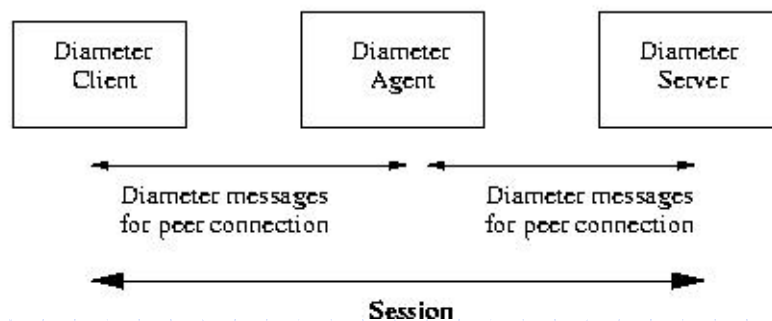 Diameter
Client
Diameter
Agent
Diameter
Server
Diameter messages
for peer connection
Diameter messages
for peer connection
Session